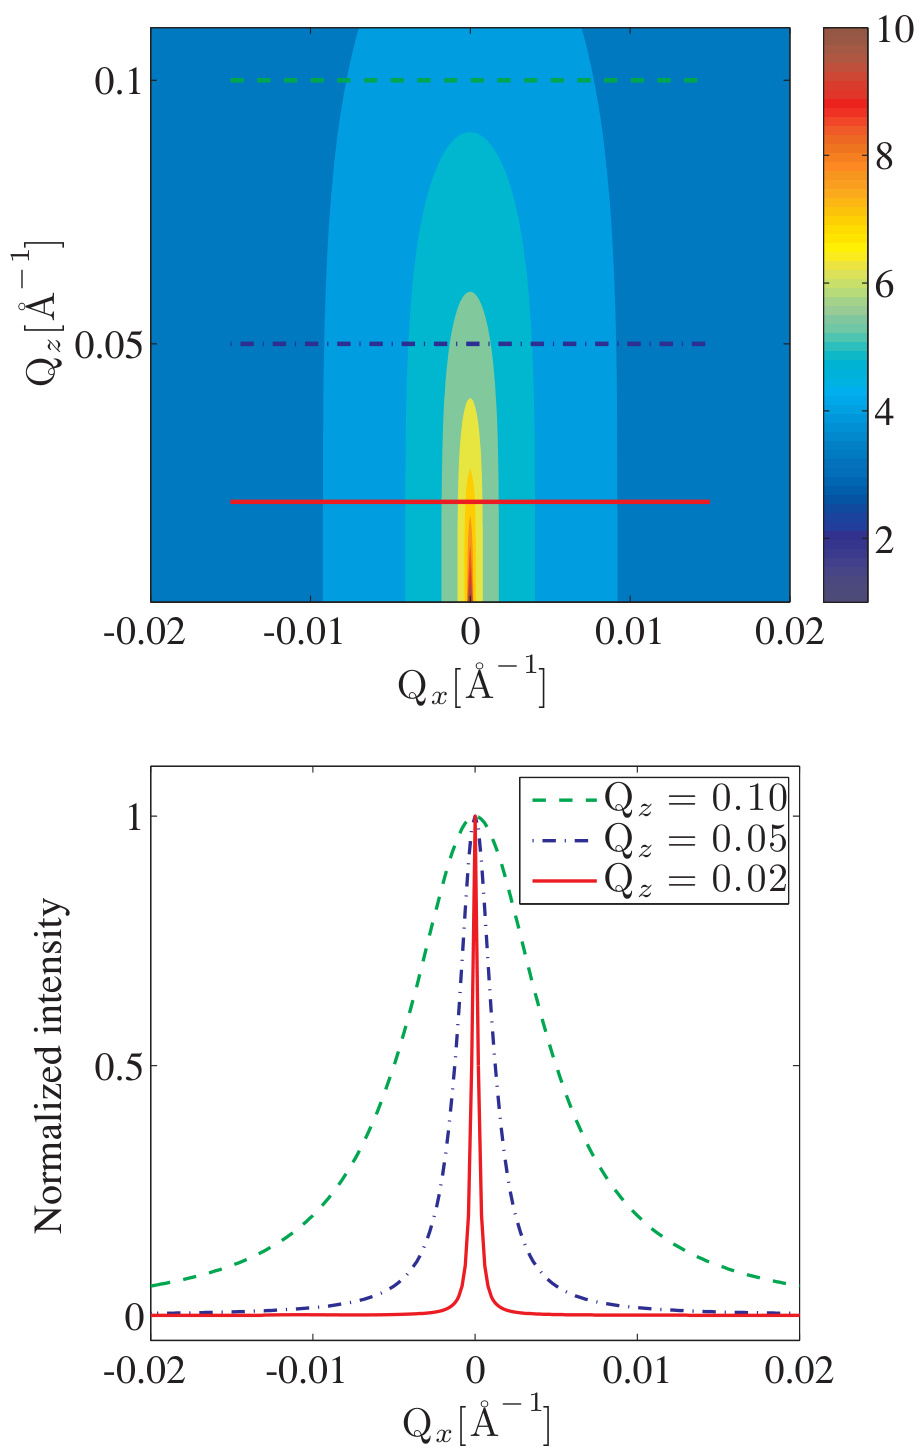 10
8
6
4
2
0.1
0.05
Q_z[Å^{-1}]
-0.02 -0.01 0 0.01 0.02
Q_x[Å^{-1}]
Q_z = 0.10
Q_z = 0.05
Q_z = 0.02
1
0.5
0
Normalized intensity
-0.02 -0.01 0 0.01 0.02
Q_x[Å^{-1}]